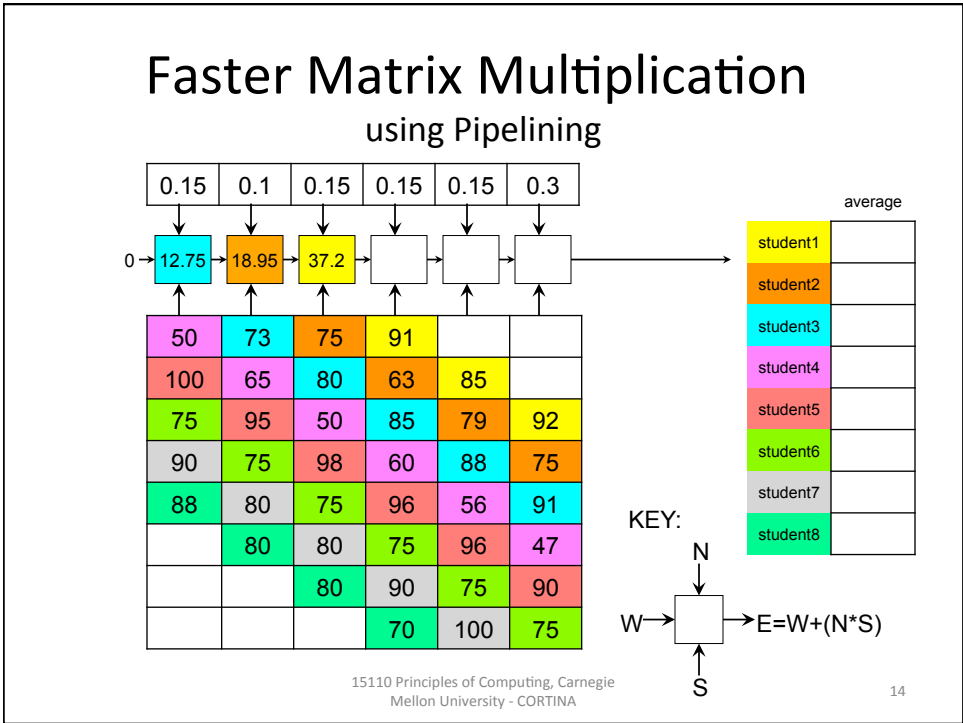 Faster Matrix Multiplication
using Pipelining
0.15 0.1 0.15 0.15 0.15 0.3
0 12.75 18.95 37.2
50 73 75 91
100 65 80 63 85
75 95 50 85 79 92
90 75 98 60 88 75
88 80 75 96 56 91
80 80 75 96 47
80 90 75 90
70 100 75
average
student1
student2
student3
student4
student5
student6
student7
student8
KEY:
N
W E=W+(N*S)
S
15110 Principles of Computing, Carnegie
Mellon University - CORTINA
14